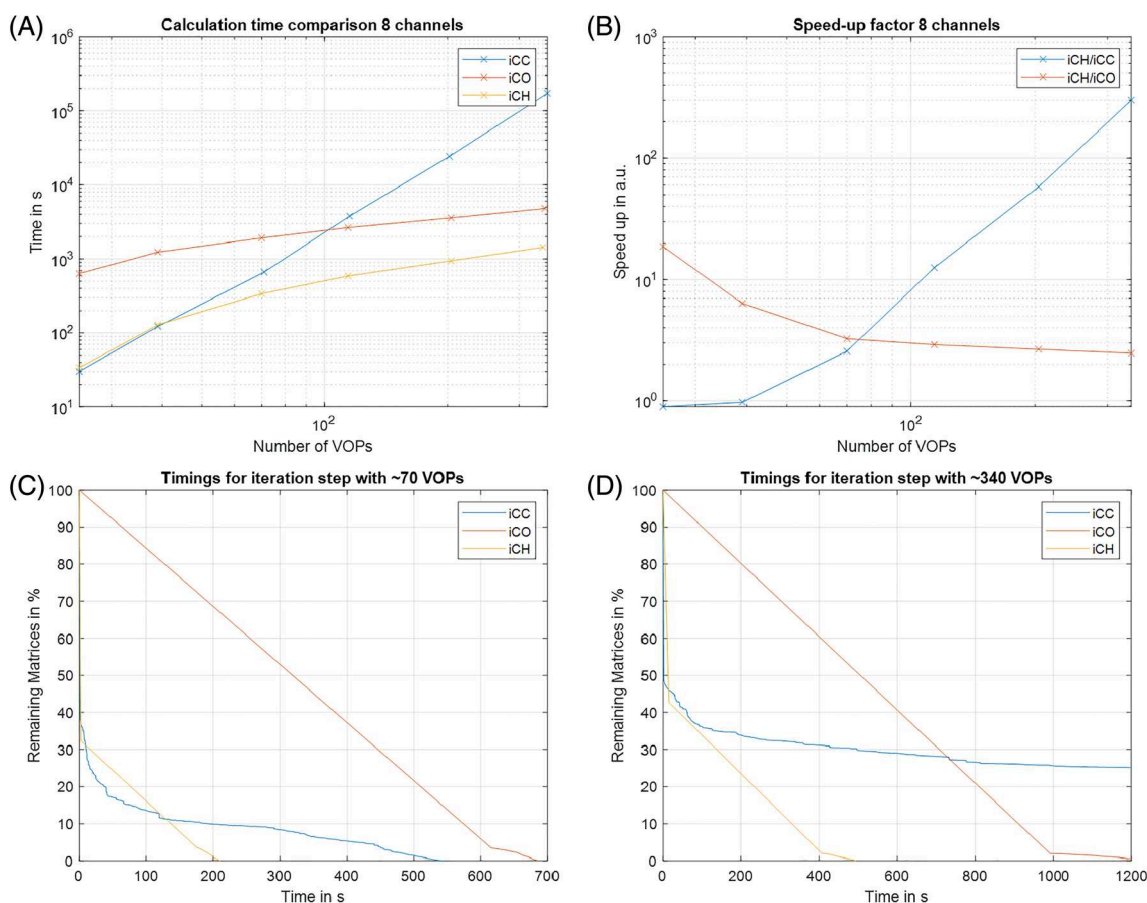 (A)
Calculation time comparison 8 channels
10^6
10^5
10^4
10^3
10^2
10^1
Time in s
10^2
Number of VOPs
iCC
iCO
iCH
(B)
Speed-up factor 8 channels
10^3
10^2
10^1
10^0
Speed up in a.u.
10^2
Number of VOPs
iCH/iCC
iCH/iCO
(C)
Timings for iteration step with ~70 VOPs
100
90
80
70
60
50
40
30
20
10
0
Remaining Matrices in %
0 100 200 300 400 500 600 700
Time in s
iCC
iCO
iCH
(D)
Timings for iteration step with ~340 VOPs
100
90
80
70
60
50
40
30
20
10
0
Remaining Matrices in %
0 200 400 600 800 1000 1200
Time in s
iCC
iCO
iCH